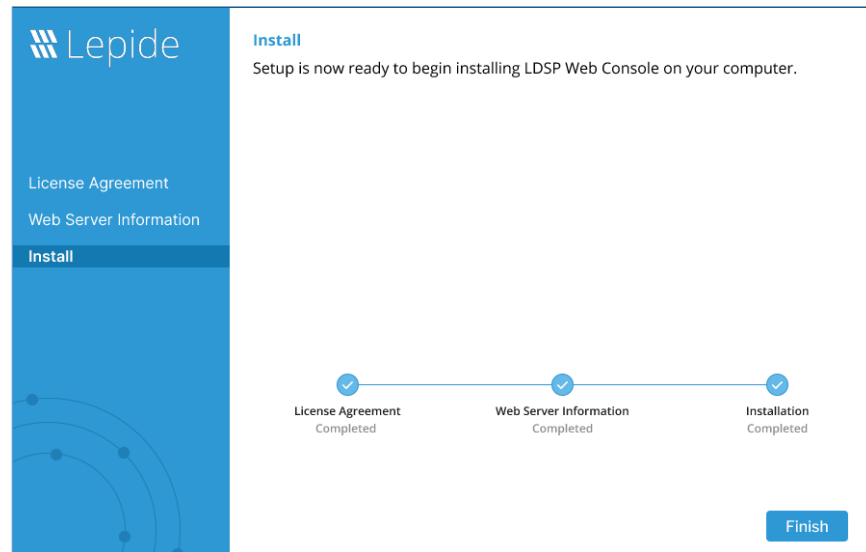 Lepide
License Agreement
Web Server Information
Install
Install
Setup is now ready to begin installing LDSP Web Console on your computer.
License Agreement
Completed
Web Server Information
Completed
Installation
Completed
Finish